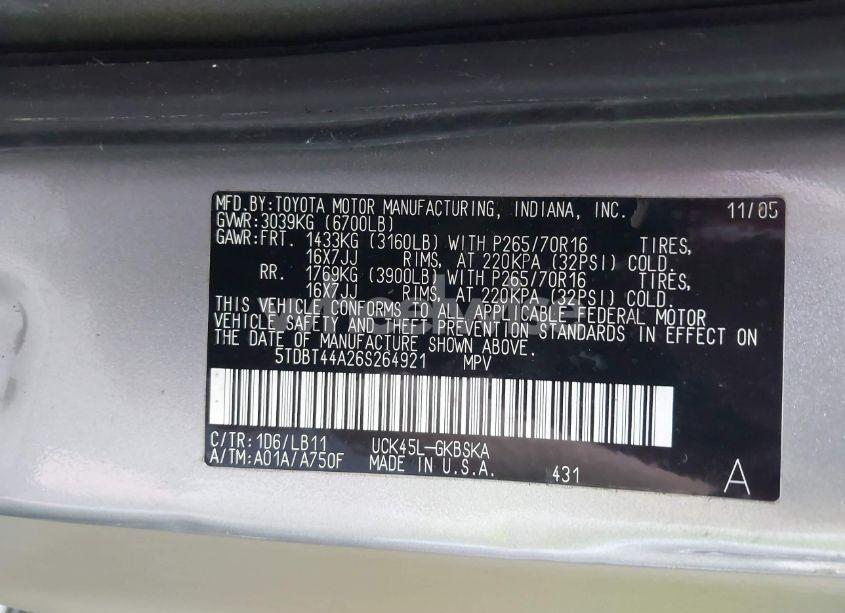 MFD.BY:TOYOTA MOTOR MANUFACTURING, INDIANA, INC. 11/05
GVWR:3039KG (6700LB)
GAWR:FRT. 1433KG (3160LB) WITH P265/70R16 TIRES,
16X7JJ RIMS, AT 220KPA (32PSI) COLD.
RR. 1769KG (3900LB) WITH P265/70R16 TIRES,
16X7JJ RIMS, AT 220KPA (32PSI) COLD.
THIS VEHICLE CONFORMS TO ALL APPLICABLE FEDERAL MOTOR
VEHICLE SAFETY AND THEFT PREVENTION STANDARDS IN EFFECT ON
THE DATE OF MANUFACTURE SHOWN ABOVE.
5TDBT44A26S264921 MPV
C/TR:1D6/LB11 UCK45L-GKBSKA
A/TM:A01A/A750F MADE IN U.S.A. 431 A